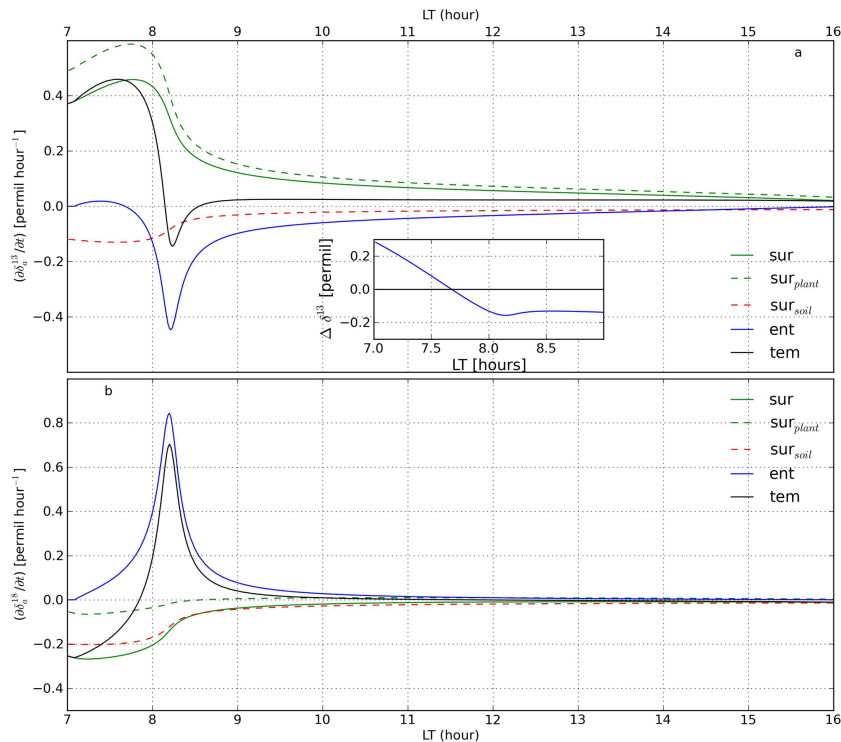 LT (hour)
7 8 9 10 11 12 13 14 15 16
a
0.4
0.2
0.0
−0.2
−0.4
(∂δₐ¹³/∂t) [permil hour⁻¹]
sur
sur_plant
sur_soil
ent
tem
0.2
0.0
−0.2
Δ δ¹³ [permil]
7.0 7.5 8.0 8.5
LT [hours]
b
0.8
0.6
0.4
0.2
0.0
−0.2
−0.4
(∂δₐ¹⁸/∂t) [permil hour⁻¹]
sur
sur_plant
sur_soil
ent
tem
7 8 9 10 11 12 13 14 15 16
LT (hour)